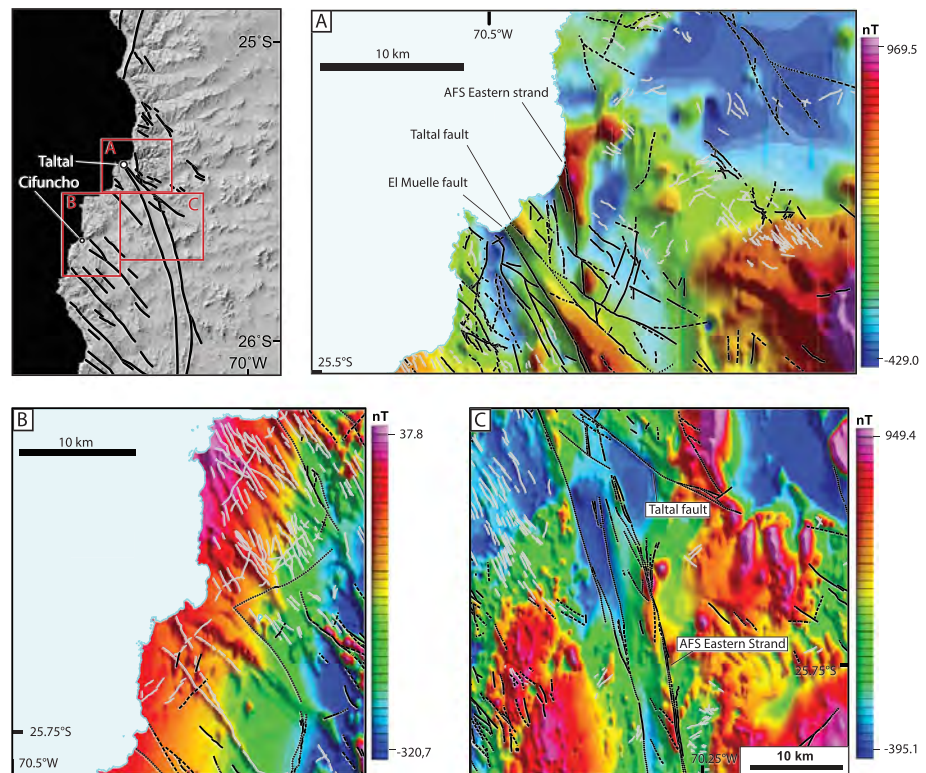 25°S
A
Taltal
Cifuncho
B
C
26°S
70°W
A
70.5°W
nT
969.5
10 km
AFS Eastern strand
Taltal fault
El Muelle fault
25.5°S
-429.0
B
nT
37.8
10 km
25.75°S
70.5°W
-320,7
C
nT
949.4
Taltal fault
AFS Eastern Strand
25.75°S
70.25°W
10 km
-395.1